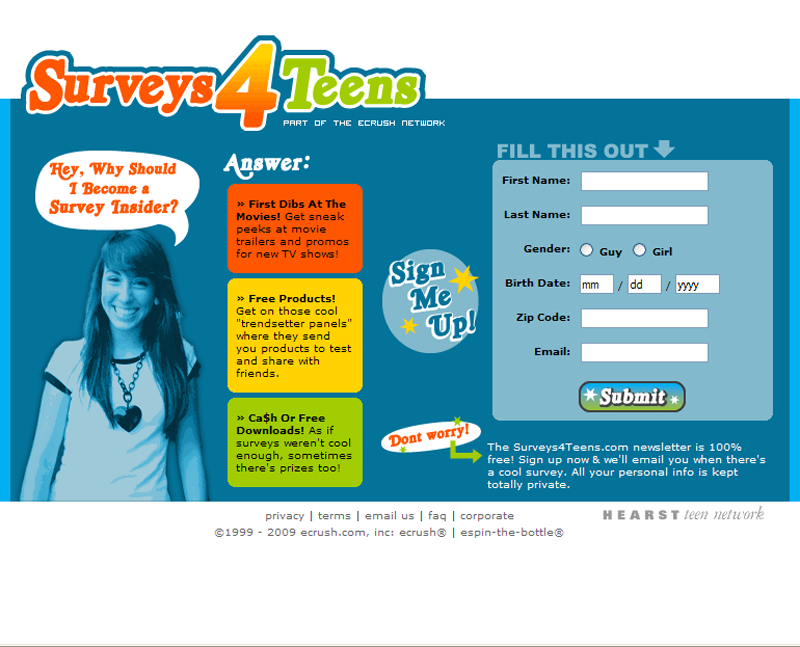 Surveys4Teens
PART OF THE ECRUSH NETWORK
Hey, Why Should
I Become a
Survey Insider?
Answer:
» First Dibs At The
Movies! Get sneak
peeks at movie
trailers and promos
for new TV shows!
» Free Products!
Get on those cool
"trendsetter panels"
where they send
you products to test
and share with
friends.
» Ca$h Or Free
Downloads! As if
surveys weren't cool
enough, sometimes
there's prizes too!
Sign
Me
Up!
FILL THIS OUT
First Name:
Last Name:
Gender: Guy Girl
Birth Date: mm / dd / yyyy
Zip Code:
Email:
Submit
Dont worry!
The Surveys4Teens.com newsletter is 100%
free! Sign up now & we'll email you when there's
a cool survey. All your personal info is kept
totally private.
privacy | terms | email us | faq | corporate
©1999 - 2009 ecrush.com, inc: ecrush® | espin-the-bottle®
HEARST teen network